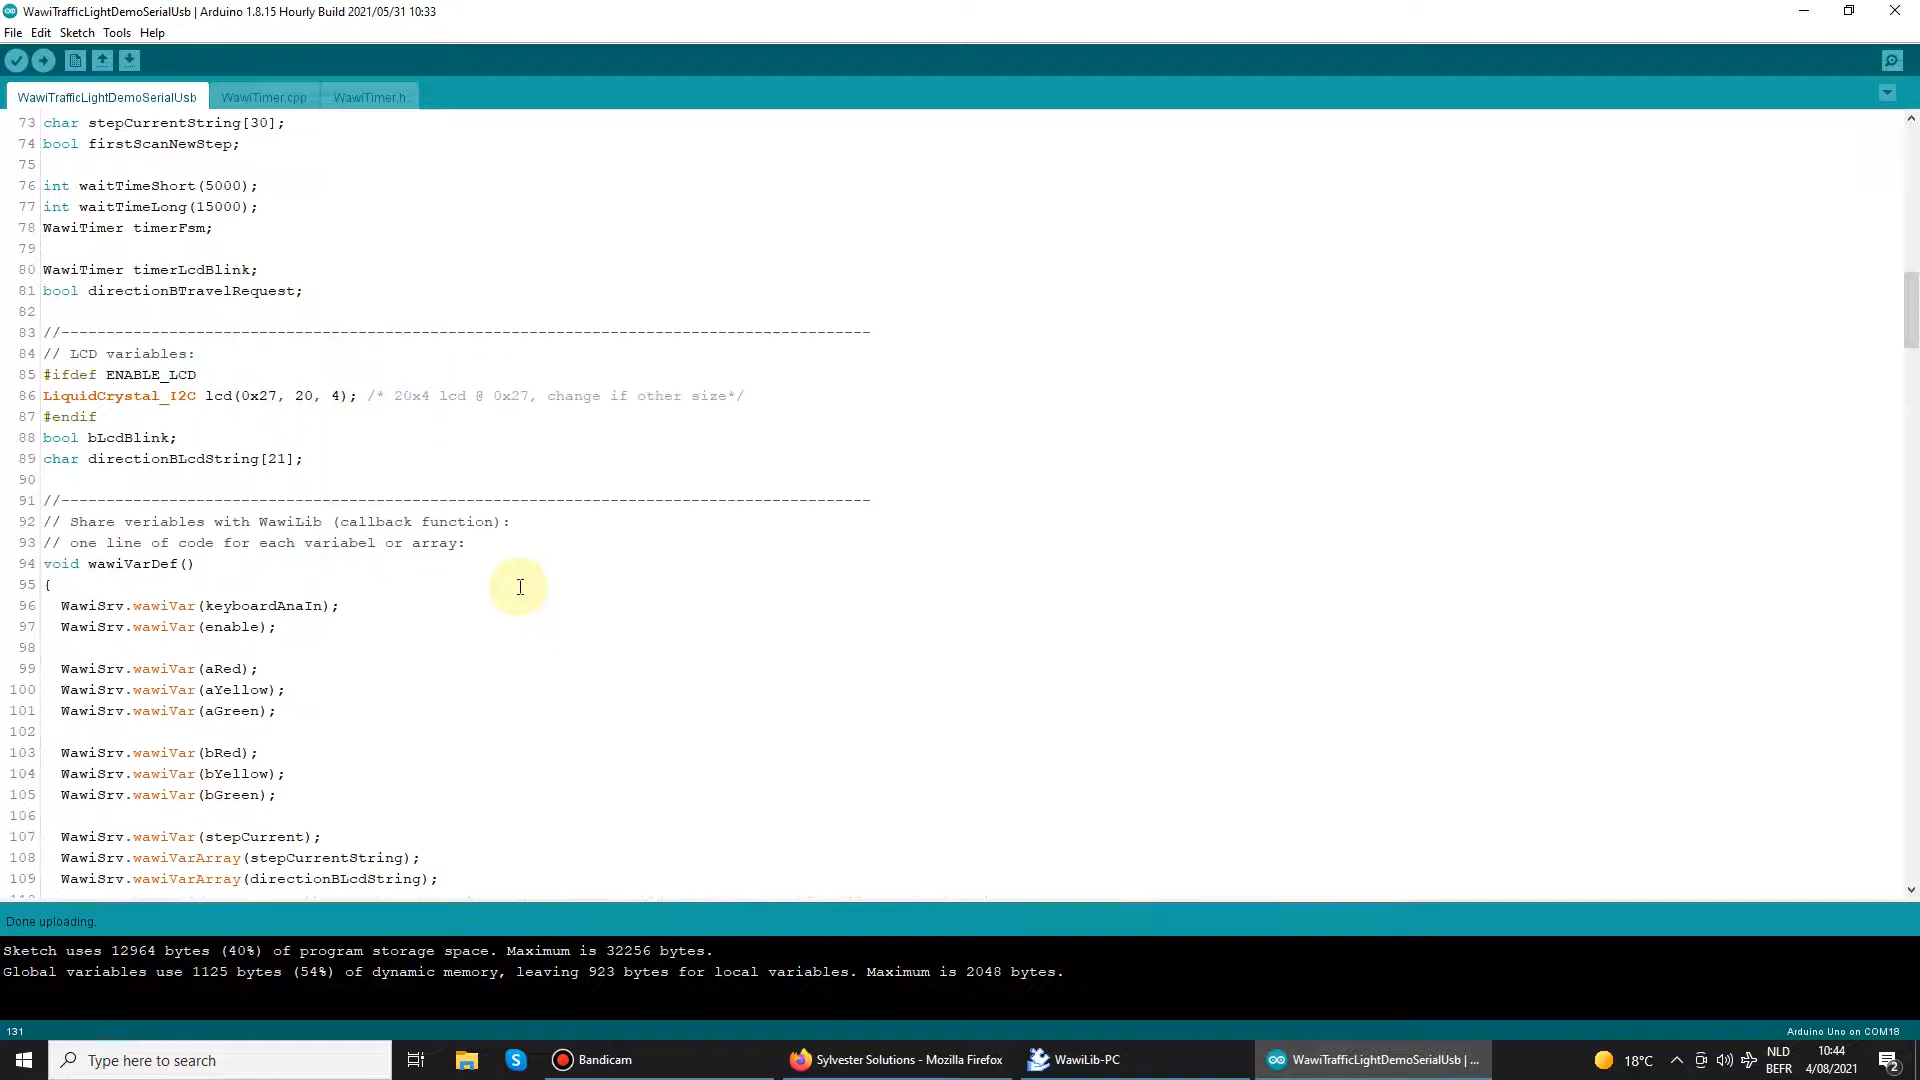 WawiTrafficLightDemoSerialUsb | Arduino 1.8.15 Hourly Build 2021/05/31 10:33
File Edit Sketch Tools Help
WawiTrafficLightDemoSerialUsb WawiTimer.cpp WawiTimer.h
73 char stepCurrentString[30];
74 bool firstScanNewStep;
75
76 int waitTimeShort(5000);
77 int waitTimeLong(15000);
78 WawiTimer timerFsm;
79
80 WawiTimer timerLcdBlink;
81 bool directionBTravelRequest;
82
83 //------------------------------------------------------------------------------------------
84 // LCD variables:
85 #ifdef ENABLE_LCD
86 LiquidCrystal_I2C lcd(0x27, 20, 4); /* 20x4 lcd @ 0x27, change if other size*/
87 #endif
88 bool bLcdBlink;
89 char directionBLcdString[21];
90
91 //------------------------------------------------------------------------------------------
92 // Share veriables with WawiLib (callback function):
93 // one line of code for each variabel or array:
94 void wawiVarDef()
95 {
96 WawiSrv.wawiVar(keyboardAnaIn);
97 WawiSrv.wawiVar(enable);
98
99 WawiSrv.wawiVar(aRed);
100 WawiSrv.wawiVar(aYellow);
101 WawiSrv.wawiVar(aGreen);
102
103 WawiSrv.wawiVar(bRed);
104 WawiSrv.wawiVar(bYellow);
105 WawiSrv.wawiVar(bGreen);
106
107 WawiSrv.wawiVar(stepCurrent);
108 WawiSrv.wawiVarArray(stepCurrentString);
109 WawiSrv.wawiVarArray(directionBLcdString);
Done uploading.
Sketch uses 12964 bytes (40%) of program storage space. Maximum is 32256 bytes.
Global variables use 1125 bytes (54%) of dynamic memory, leaving 923 bytes for local variables. Maximum is 2048 bytes.
131 Arduino Uno on COM18
Type here to search Bandicam Sylvester Solutions - Mozilla Firefox WawiLib-PC WawiTrafficLightDemoSerialUsb | ... 18°C NLD 10:44
BEFR 4/08/2021 2